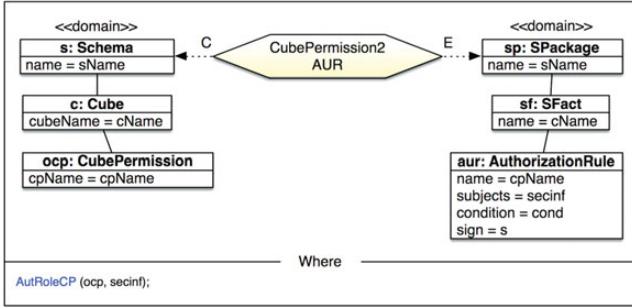 <<domain>>
s: Schema
name = sName
c: Cube
cubeName = cName
ocp: CubePermission
cpName = cpName
C
CubePermission2
AUR
E
<<domain>>
sp: SPackage
name = sName
sf: SFact
name = cName
aur: AuthorizationRule
name = cpName
subjects = secinf
condition = cond
sign = s
Where
AutRoleCP (ocp, secinf);